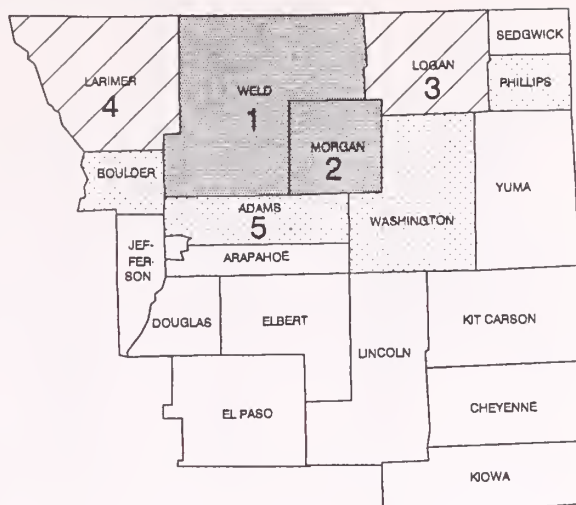 SEDGWICK
LARIMER
4
WELD
1
LOGAN
3
PHILLIPS
MORGAN
2
BOULDER
YUMA
ADAMS
5
WASHINGTON
JEF-
FER-
SON
ARAPAHOE
DOUGLAS
ELBERT
KIT CARSON
LINCOLN
EL PASO
CHEYENNE
KIOWA